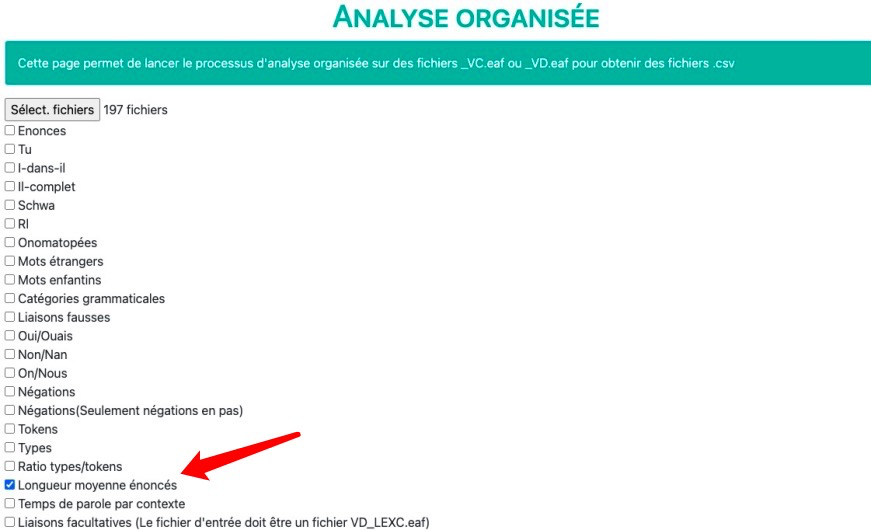 ANALYSE ORGANISÉE
Cette page permet de lancer le processus d'analyse organisée sur des fichiers _VC.eaf ou _VD.eaf pour obtenir des fichiers .csv
Sélect. fichiers 197 fichiers
Enonces
Tu
I-dans-il
Il-complet
Schwa
Rl
Onomatopées
Mots étrangers
Mots enfantins
Catégories grammaticales
Liaisons fausses
Oui/Ouais
Non/Nan
On/Nous
Négations
Négations(Seulement négations en pas)
Tokens
Types
Ratio types/tokens
Longueur moyenne énoncés
Temps de parole par contexte
Liaisons facultatives (Le fichier d'entrée doit être un fichier VD_LEXC.eaf)